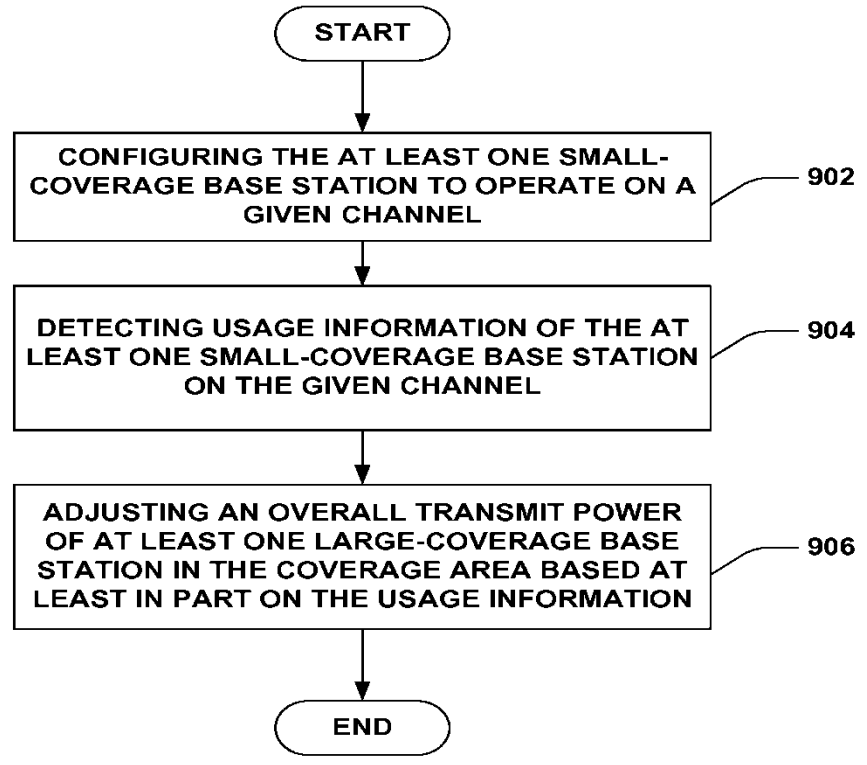 START
CONFIGURING THE AT LEAST ONE SMALL-
COVERAGE BASE STATION TO OPERATE ON A
GIVEN CHANNEL
902
DETECTING USAGE INFORMATION OF THE AT
LEAST ONE SMALL-COVERAGE BASE STATION
ON THE GIVEN CHANNEL
904
ADJUSTING AN OVERALL TRANSMIT POWER
OF AT LEAST ONE LARGE-COVERAGE BASE
STATION IN THE COVERAGE AREA BASED AT
LEAST IN PART ON THE USAGE INFORMATION
906
END